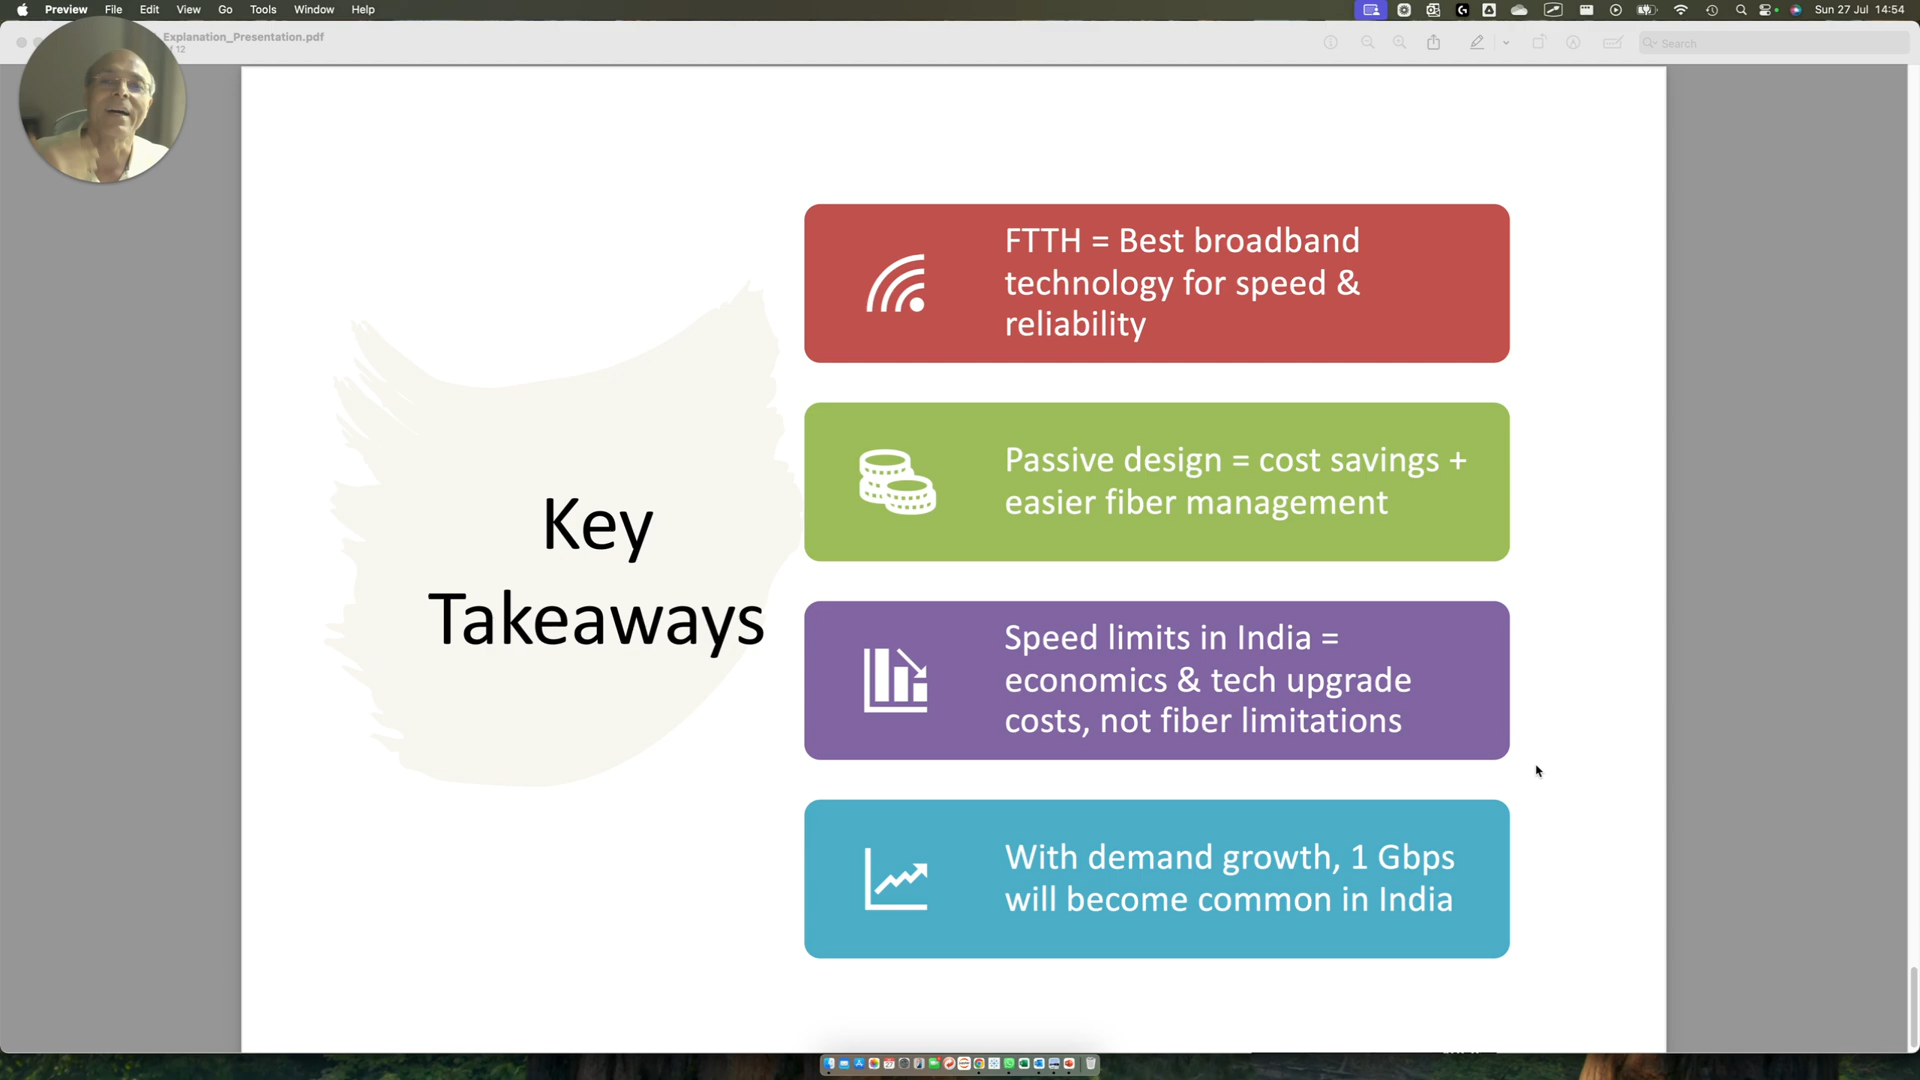 Preview File Edit View Go Tools Window Help
Sun 27 Jul 14:54
Explanation_Presentation.pdf
12
Search
Key
Takeaways
FTTH = Best broadband
technology for speed &
reliability
Passive design = cost savings +
easier fiber management
Speed limits in India =
economics & tech upgrade
costs, not fiber limitations
With demand growth, 1 Gbps
will become common in India